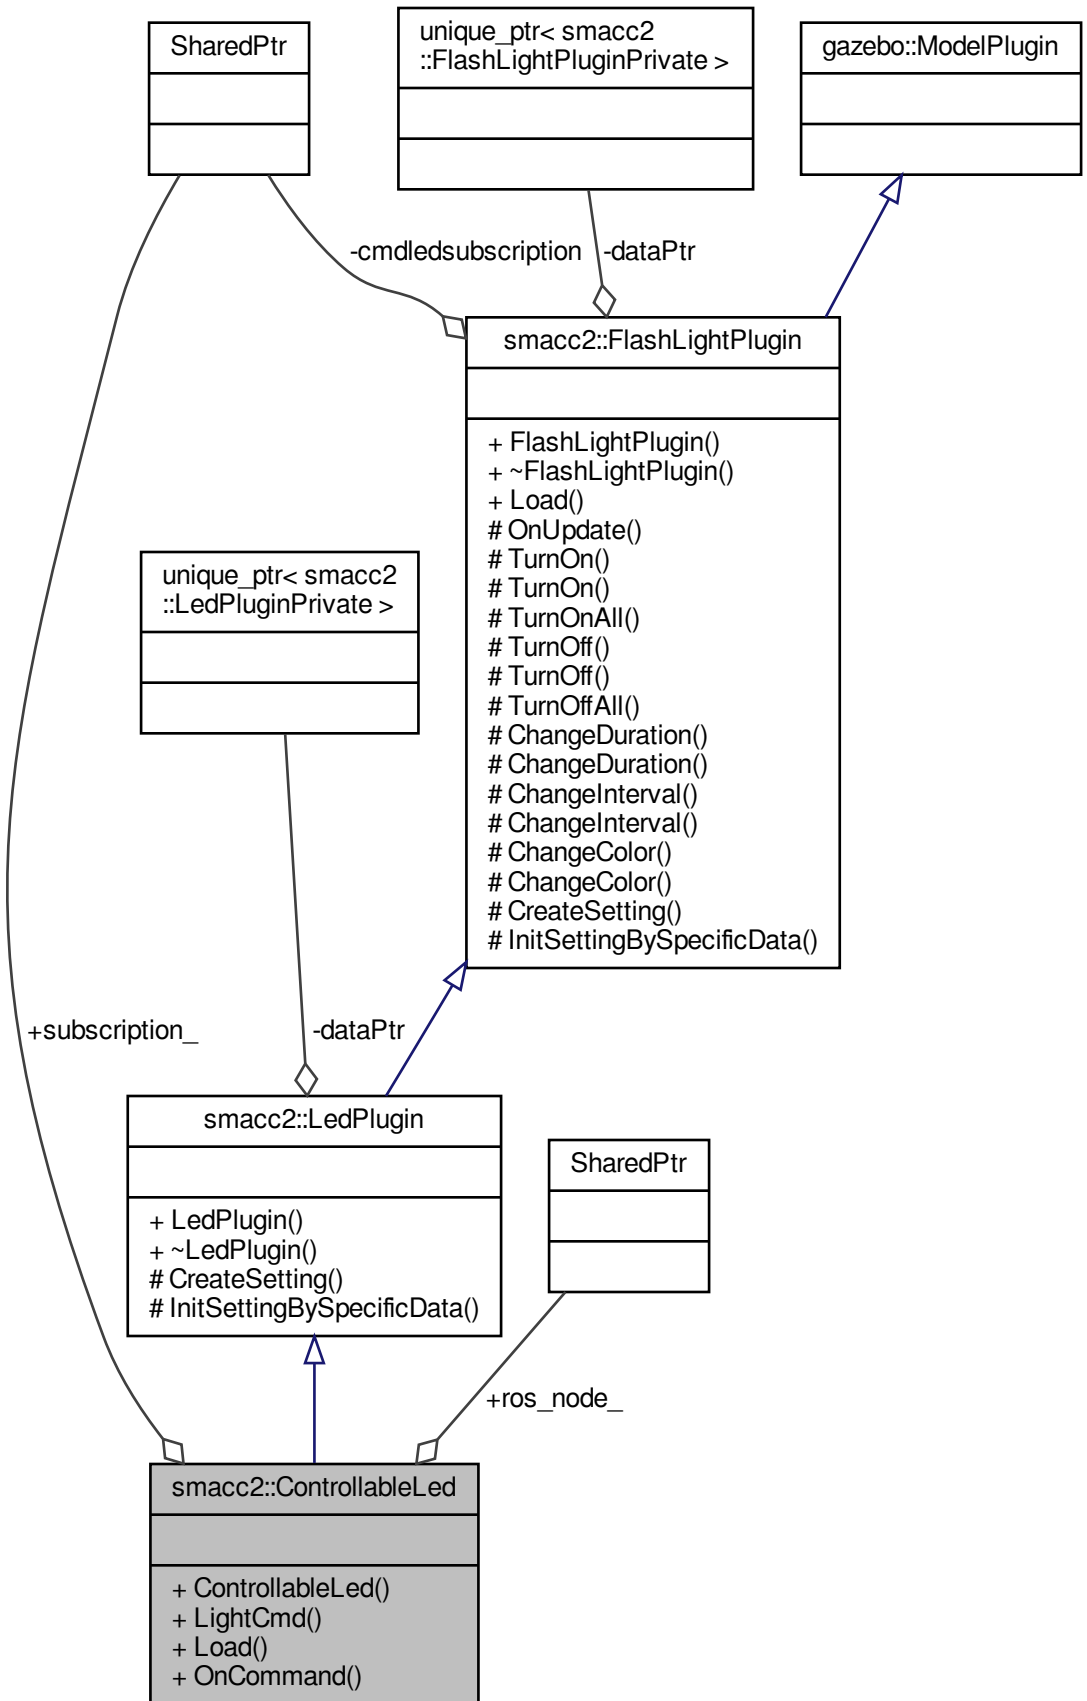 SharedPtr
unique_ptr< smacc2
::FlashLightPluginPrivate >
gazebo::ModelPlugin
-cmdledsubscription
-dataPtr
smacc2::FlashLightPlugin
+ FlashLightPlugin()
+ ~FlashLightPlugin()
+ Load()
# OnUpdate()
# TurnOn()
# TurnOn()
# TurnOnAll()
# TurnOff()
# TurnOff()
# TurnOffAll()
# ChangeDuration()
# ChangeDuration()
# ChangeInterval()
# ChangeInterval()
# ChangeColor()
# ChangeColor()
# CreateSetting()
# InitSettingBySpecificData()
unique_ptr< smacc2
::LedPluginPrivate >
+subscription_
-dataPtr
smacc2::LedPlugin
+ LedPlugin()
+ ~LedPlugin()
# CreateSetting()
# InitSettingBySpecificData()
SharedPtr
+ros_node_
smacc2::ControllableLed
+ ControllableLed()
+ LightCmd()
+ Load()
+ OnCommand()